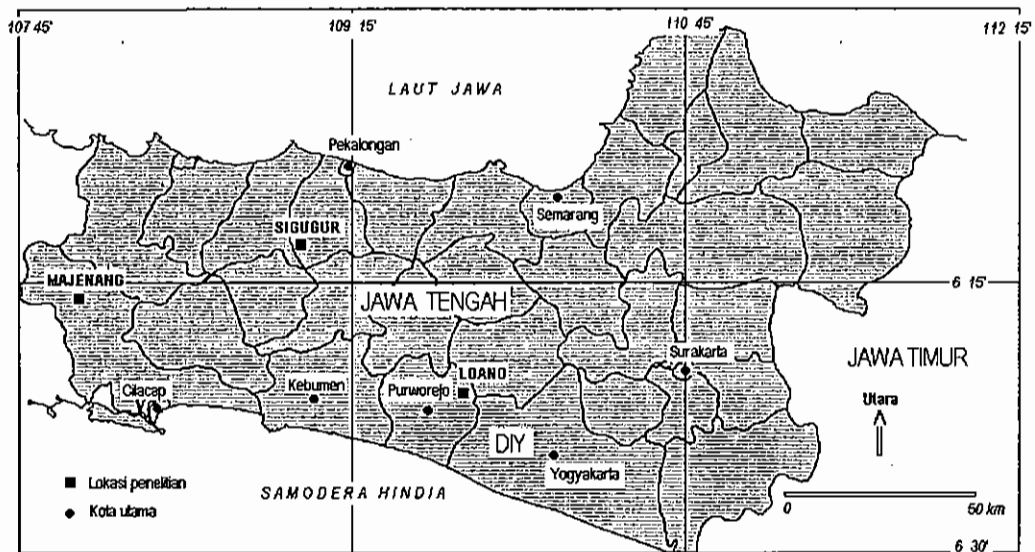 107 45'
109 15'
110 45'
112 15'
LAUT JAWA
Pekalongan
Semarang
SIGUGUR
MAJENANG
6 15'
JAWA TENGAH
Surakarta
JAWA TIMUR
LOANO
Cilacap
Kebumen
Purworejo
Utara
DIY
Yogyakarta
Lokasi penelitian
SAMODERA HINDIA
Kota utama
0 50 km
6 30'